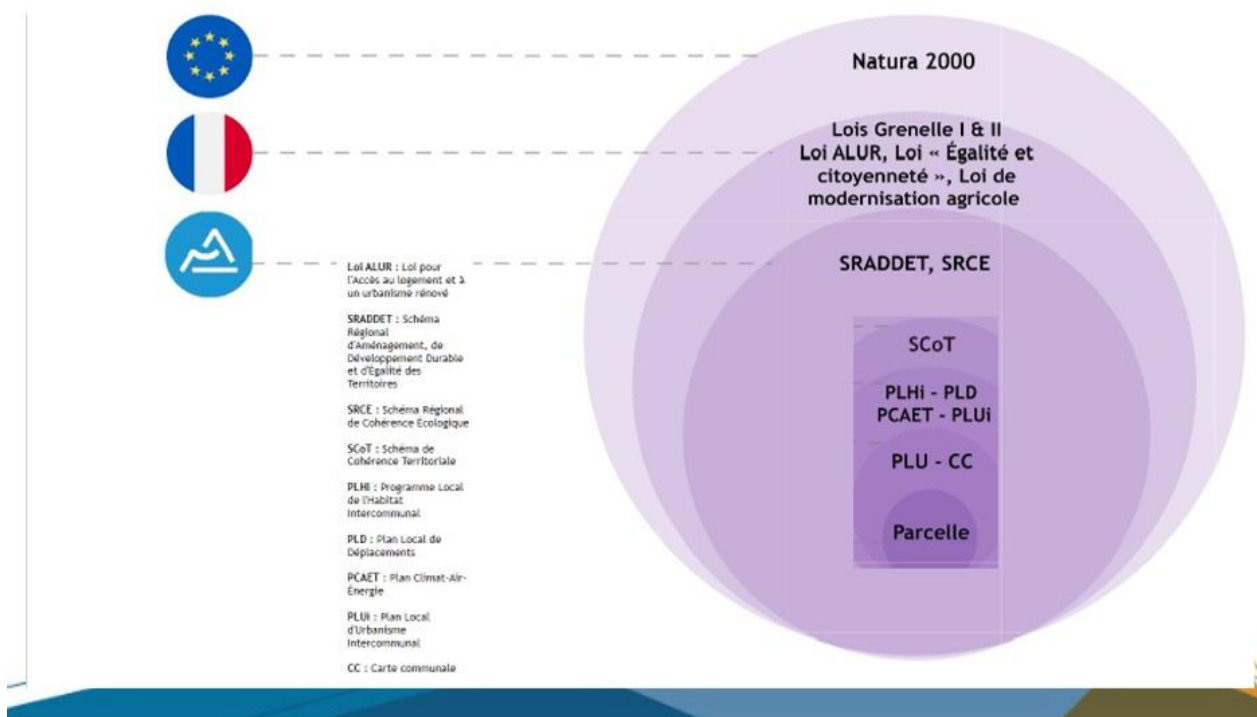 Natura 2000
Lois Grenelle I & II
Loi ALUR, Loi « Égalité et
citoyenneté », Loi de
modernisation agricole
SRADDET, SRCE
SCoT
PLHi - PLD
PCAET - PLUi
PLU - CC
Parcelle
Loi ALUR : Loi pour
l'Accès au logement et à
un urbanisme rénové
SRADDET : Schéma
Régional
d'Aménagement, de
Développement Durable
et d'Egalité des
Territoires
SRCE : Schéma Régional
de Cohérence Ecologique
SCoT : Schéma de
Cohérence Territoriale
PLHi : Programme Local
de l'Habitat
Intercommunal
PLD : Plan Local de
Déplacements
PCAET : Plan Climat-Air-
Énergie
PLUi : Plan Local
d'Urbanisme
Intercommunal
CC : Carte communale